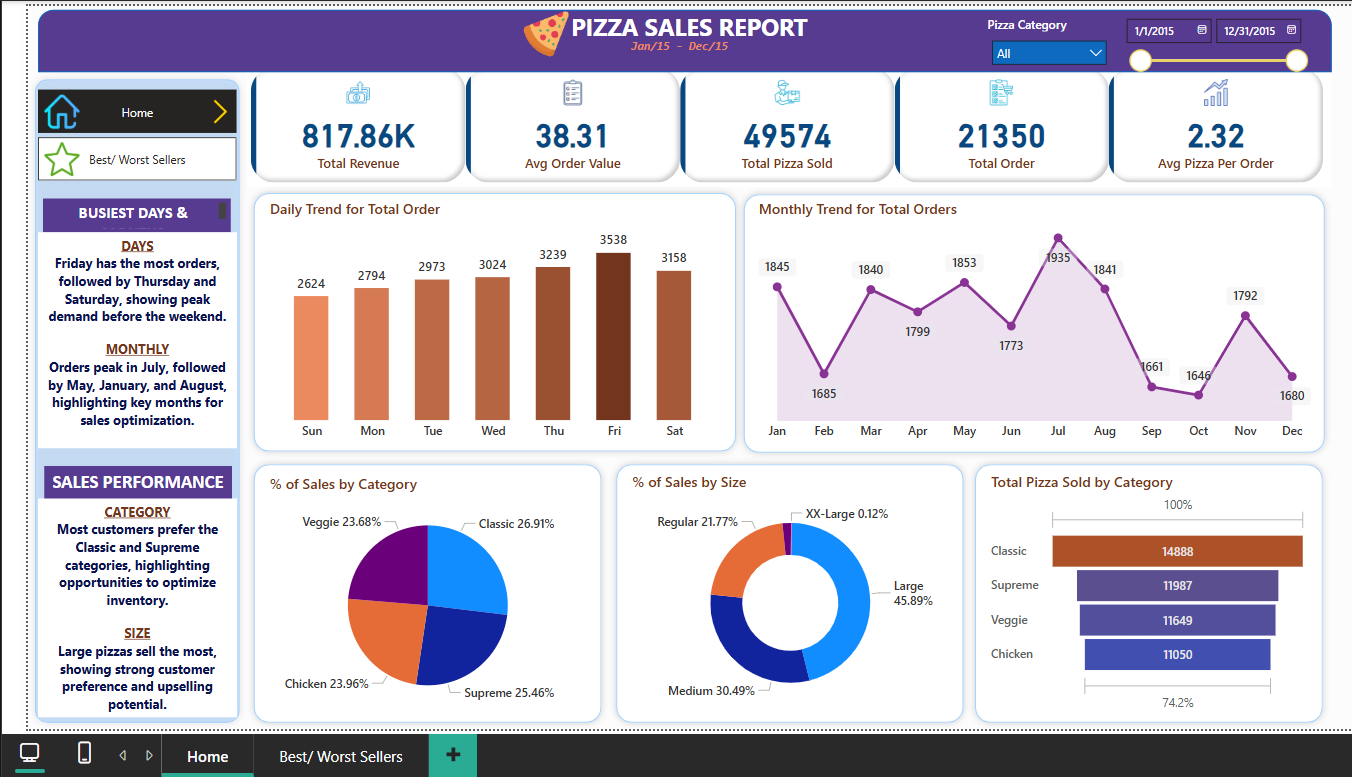 PIZZA SALES REPORT
Jan/15 - Dec/15
Pizza Category
All
1/1/2015
12/31/2015
Home
Best/ Worst Sellers
817.86K
Total Revenue
38.31
Avg Order Value
49574
Total Pizza Sold
21350
Total Order
2.32
Avg Pizza Per Order
BUSIEST DAYS &
DAYS
Friday has the most orders,
followed by Thursday and
Saturday, showing peak
demand before the weekend.
MONTHLY
Orders peak in July, followed
by May, January, and August,
highlighting key months for
sales optimization.
SALES PERFORMANCE
CATEGORY
Most customers prefer the
Classic and Supreme
categories, highlighting
opportunities to optimize
inventory.
SIZE
Large pizzas sell the most,
showing strong customer
preference and upselling
potential.
Daily Trend for Total Order
2624
2794
2973
3024
3239
3538
3158
Sun
Mon
Tue
Wed
Thu
Fri
Sat
Monthly Trend for Total Orders
1845
1685
1840
1799
1853
1773
1935
1841
1661
1646
1792
1680
Jan
Feb
Mar
Apr
May
Jun
Jul
Aug
Sep
Oct
Nov
Dec
% of Sales by Category
Veggie 23.68%
Classic 26.91%
Chicken 23.96%
Supreme 25.46%
% of Sales by Size
XX-Large 0.12%
Regular 21.77%
Large
45.89%
Medium 30.49%
Total Pizza Sold by Category
100%
Classic
14888
Supreme
11987
Veggie
11649
Chicken
11050
74.2%
Home
Best/ Worst Sellers